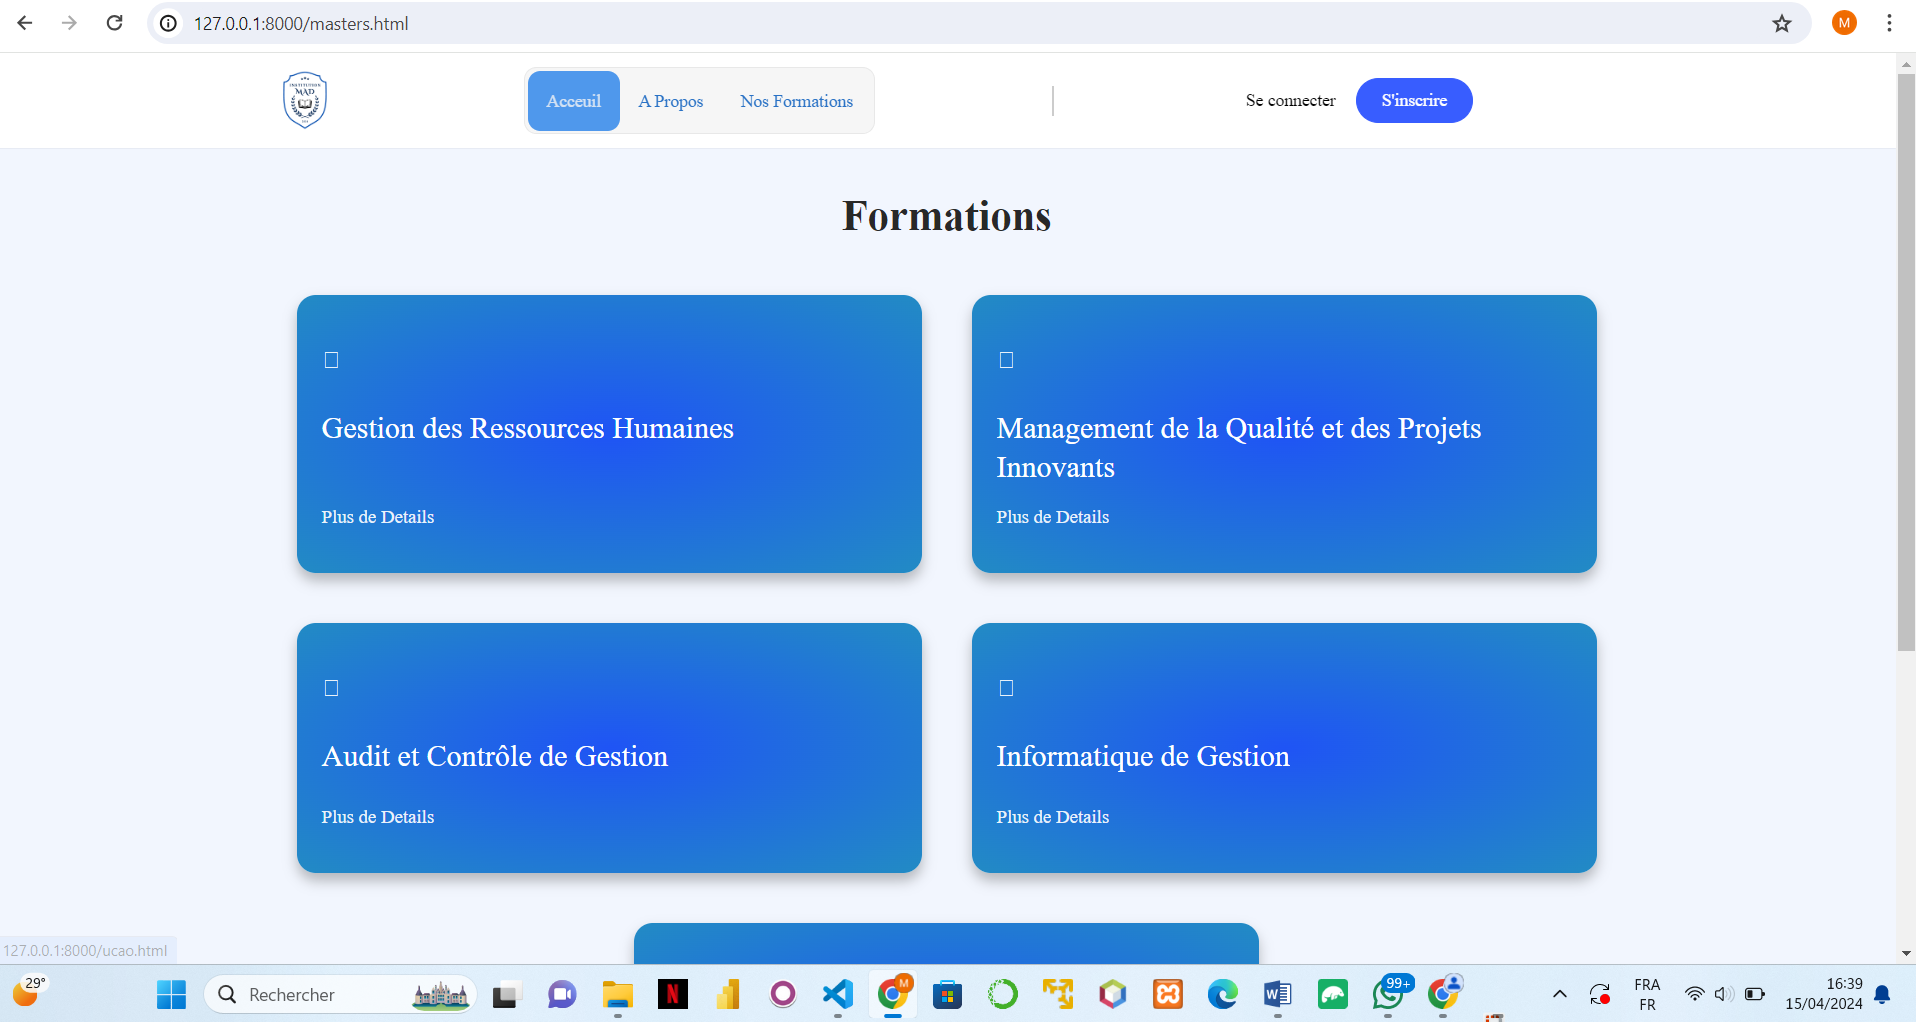 127.0.0.1:8000/masters.html
M
INSTITUTION
MAD
Acceuil
A Propos
Nos Formations
Se connecter
S'inscrire
Formations
Gestion des Ressources Humaines
Management de la Qualité et des Projets
Innovants
Plus de Details
Plus de Details
Audit et Contrôle de Gestion
Informatique de Gestion
Plus de Details
Plus de Details
127.0.0.1:8000/ucao.html
29°
Rechercher
N
M
W
99+
FRA
FR
16:39
15/04/2024